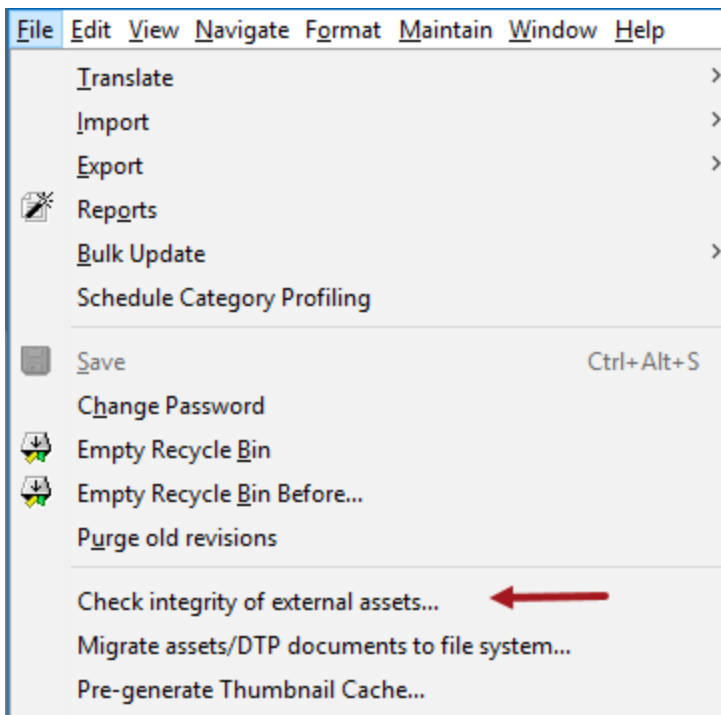 File Edit View Navigate Format Maintain Window Help
Translate
Import
Export
Reports
Bulk Update
Schedule Category Profiling
Save Ctrl+Alt+S
Change Password
Empty Recycle Bin
Empty Recycle Bin Before...
Purge old revisions
Check integrity of external assets...
Migrate assets/DTP documents to file system...
Pre-generate Thumbnail Cache...